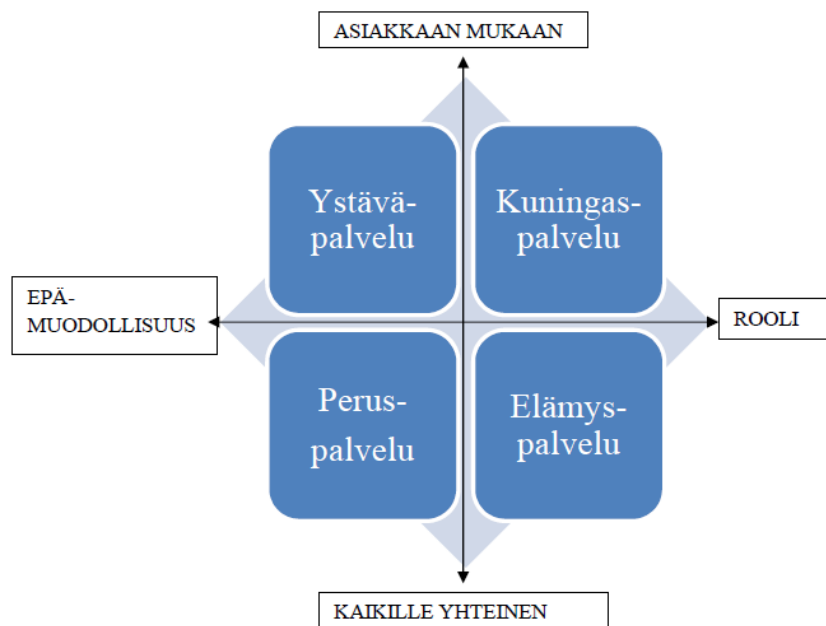 ASIAKKAAN MUKAAN
Ystävä-
palvelu
Kuningas-
palvelu
EPÄ-
MUODOLLISUUS
ROOLI
Perus-
palvelu
Elämys-
palvelu
KAIKILLE YHTEINEN